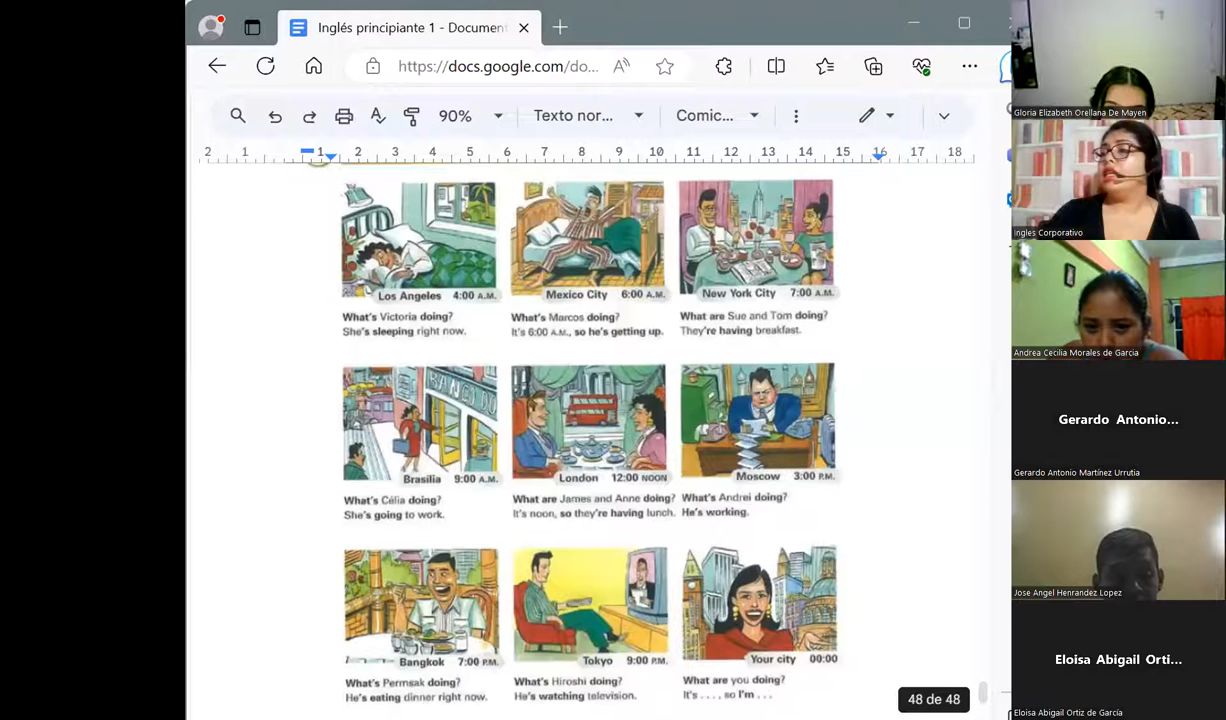 Inglés principiante 1 - Document
https://docs.google.com/do...
90%
Texto nor...
Comic...
2 1 1 2 3 4 5 6 7 8 9 10 11 12 13 14 15 16 17 18
Los Angeles 4:00 A.M.
What's Victoria doing?
She's sleeping right now.
Mexico City 6:00 A.M.
What's Marcos doing?
It's 6:00 A.M., so he's getting up.
New York City 7:00 A.M.
What are Sue and Tom doing?
They're having breakfast.
BANCO DU
Brasília 9:00 A.M.
What's Célia doing?
She's going to work.
London 12:00 NOON
What are James and Anne doing?
It's noon, so they're having lunch.
Moscow 3:00 P.M.
What's Andrei doing?
He's working.
Bangkok 7:00 P.M.
What's Permsak doing?
He's eating dinner right now.
Tokyo 9:00 P.M.
What's Hiroshi doing?
He's watching television.
Your city 00:00
What are you doing?
It's . . . , so I'm . . .
48 de 48
Gloria Elizabeth Orellana De Mayen
Ingles Corporativo
Andrea Cecilia Morales de Garcia
Gerardo Antonio...
Gerardo Antonio Martínez Urrutia
Jose Angel Henrandez Lopez
Eloisa Abigail Orti...
Eloisa Abigail Ortiz de García